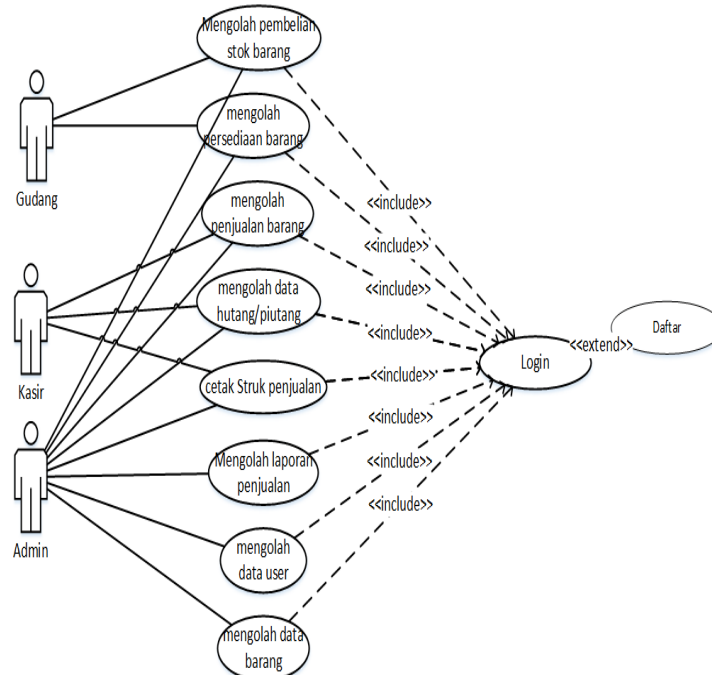 Mengolah pembelian
stok barang
mengolah
persediaan barang
Gudang
<<include>>
mengolah
penjualan barang
<<include>>
<<include>>
mengolah data
hutang/piutang
<<include>>
Daftar
<<extend>>
Login
Kasir
cetak Struk penjualan
<<include>>
<<include>>
Mengolah laporan
penjualan
<<include>>
<<include>>
Admin
mengolah
data user
mengolah data
barang